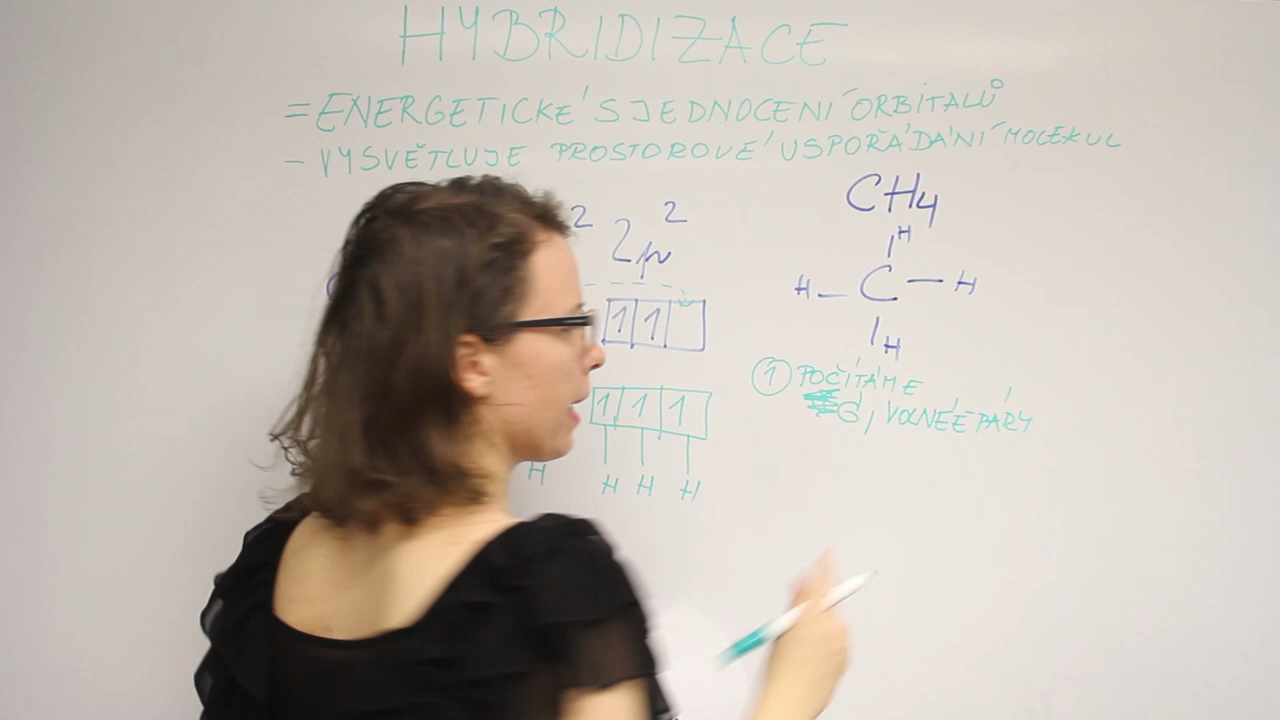 HYBRIDIZACE
= ENERGETICKÉ SJEDNOCENÍ ORBITALŮ
- VYSVĚTLUJE PROSTOROVÉ USPOŘÁDÁNÍ MOLEKUL
CH4
2 2p2
H
H - C - H
H
1 1
1 POČÍTÁME
, VOLNÉ É PÁRY
1 1 1
H H H H